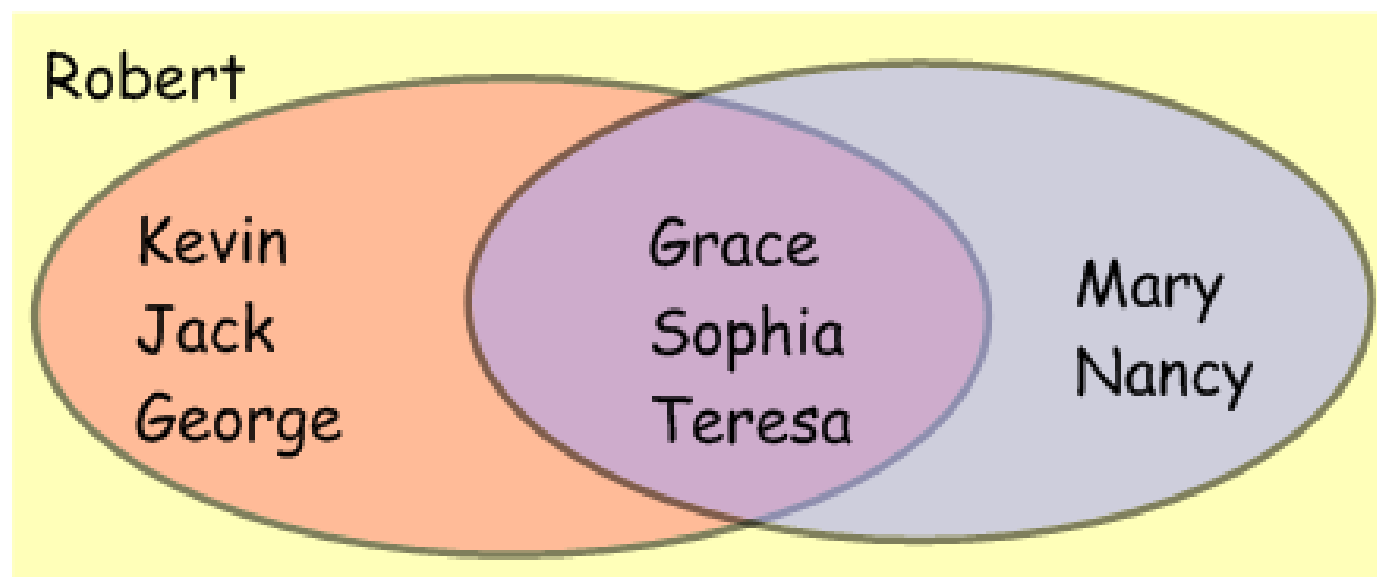 Robert
Kevin
Jack
George
Grace
Sophia
Teresa
Mary
Nancy